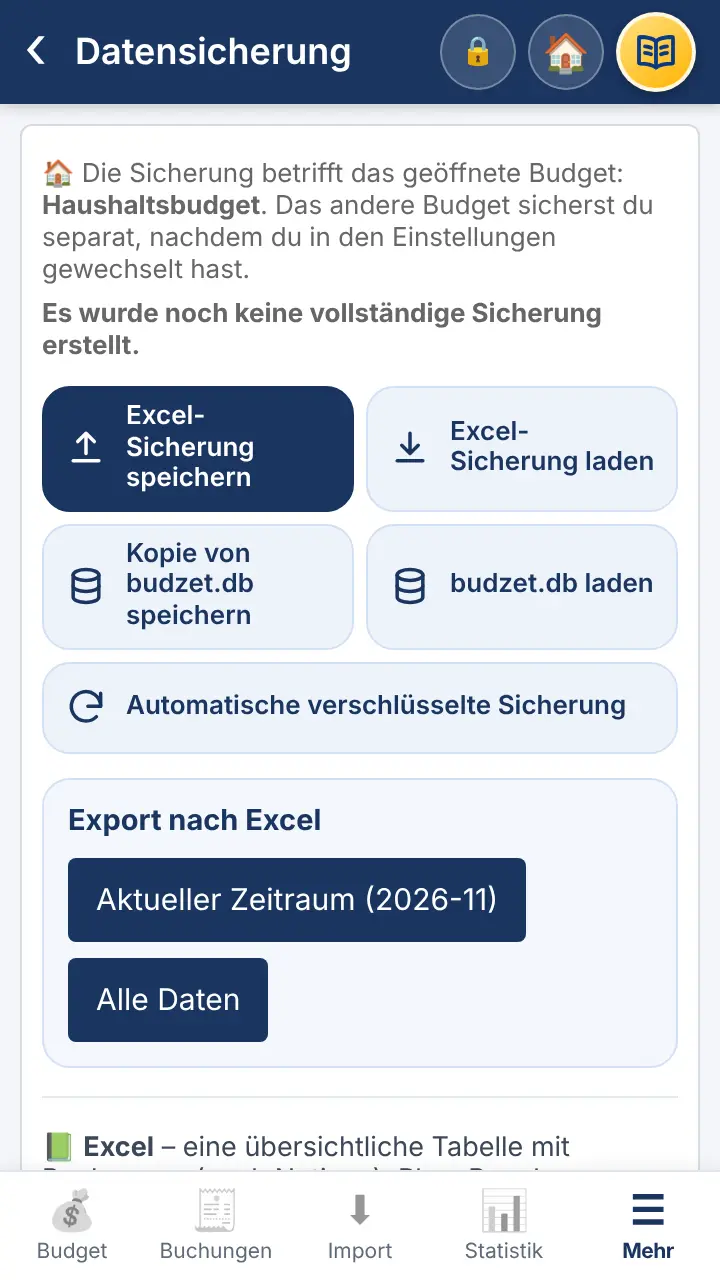 Datensicherung
Die Sicherung betrifft das geöffnete Budget:
Haushaltsbudget. Das andere Budget sicherst du
separat, nachdem du in den Einstellungen
gewechselt hast.
Es wurde noch keine vollständige Sicherung
erstellt.
Excel-
Sicherung
speichern
Excel-
Sicherung laden
Kopie von
budzet.db
speichern
budzet.db laden
Automatische verschlüsselte Sicherung
Export nach Excel
Aktueller Zeitraum (2026-11)
Alle Daten
Excel – eine übersichtliche Tabelle mit
Budget
Buchungen
Import
Statistik
Mehr